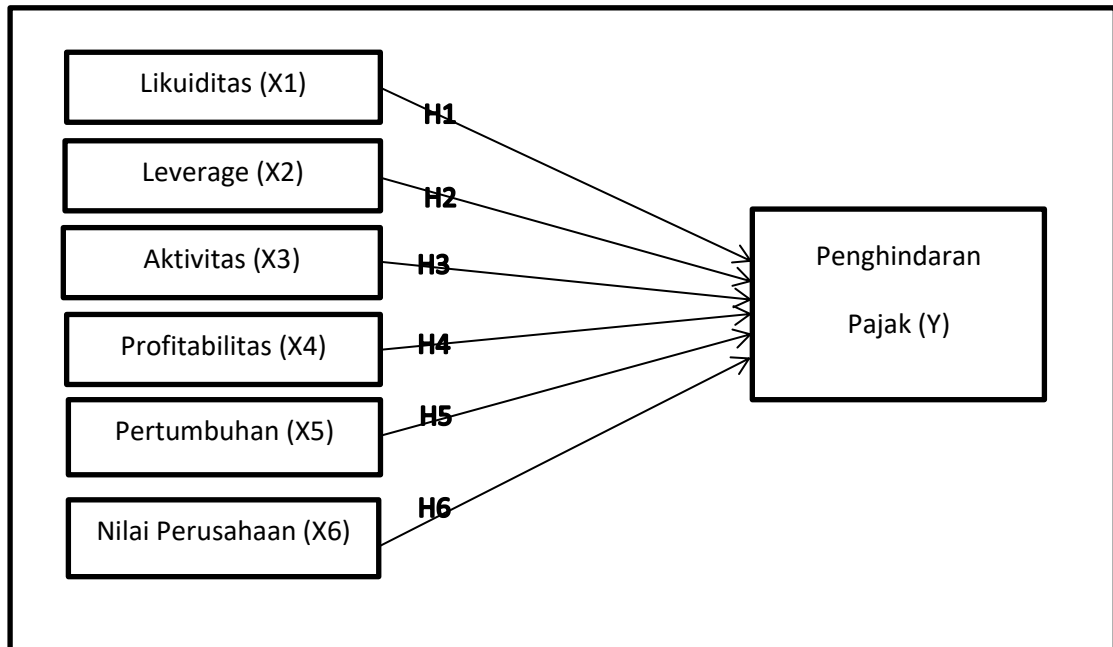 Likuiditas (X1)
H1
Leverage (X2)
H2
Aktivitas (X3)
H3
Penghindaran
Pajak (Y)
Profitabilitas (X4)
H4
Pertumbuhan (X5)
H5
Nilai Perusahaan (X6)
H6